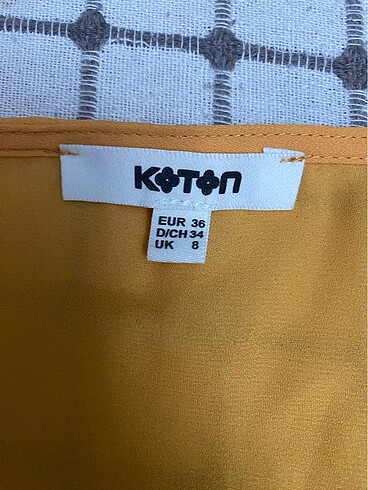 KOTON
EUR 36
D/CH 34
UK 8